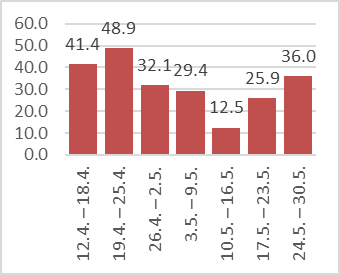 60.0
50.0
40.0
30.0
20.0
10.0
0.0
41.4
48.9
32.1
29.4
12.5
25.9
36.0
12.4. – 18.4.
19.4. – 25.4.
26.4. – 2.5.
3.5. – 9.5.
10.5. – 16.5.
17.5. – 23.5.
24.5. – 30.5.